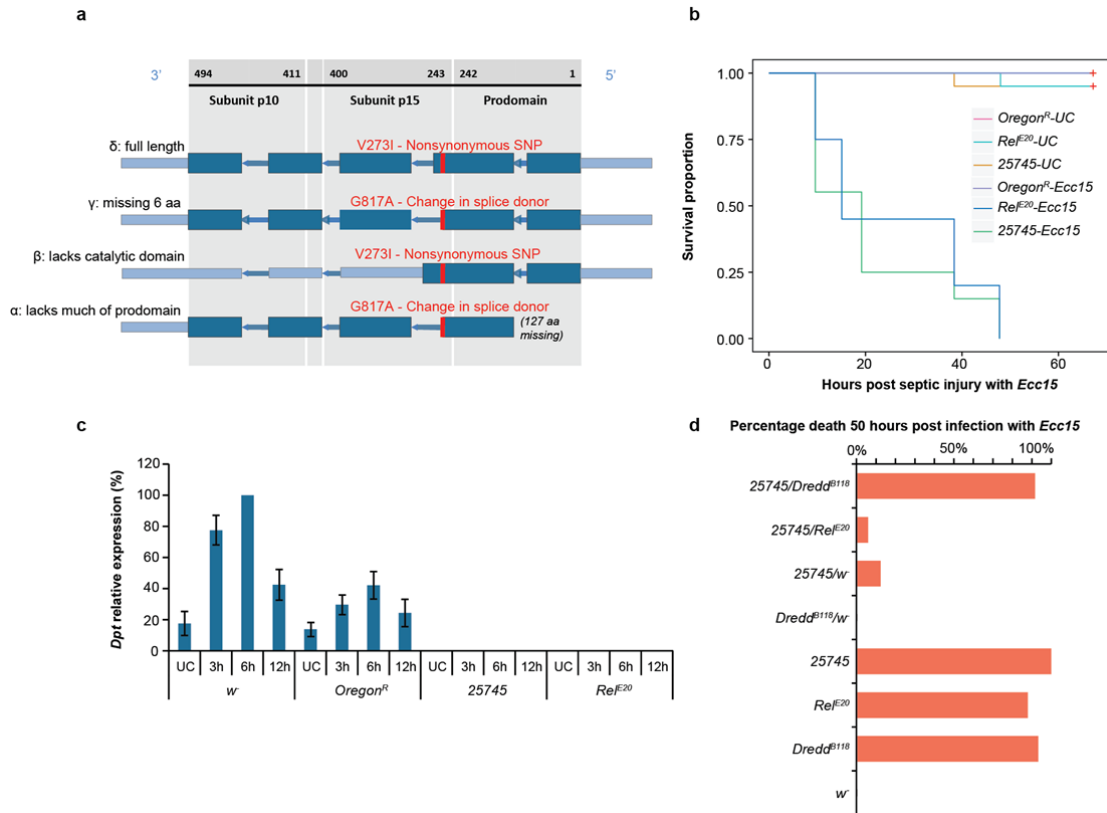 a
3’ 494 411 400 243 242 1 5’
Subunit p10 Subunit p15 Prodomain
δ: full length
V273I - Nonsynonymous SNP
γ: missing 6 aa
G817A - Change in splice donor
β: lacks catalytic domain
V273I - Nonsynonymous SNP
α: lacks much of prodomain
G817A - Change in splice donor
(127 aa
missing)
b
Survival proportion
1.00
0.75
0.50
0.25
0.00
0 20 40 60
Hours post septic injury with Ecc15
OregonR-UC
RelE20-UC
25745-UC
OregonR-Ecc15
RelE20-Ecc15
25745-Ecc15
c
Dpt relative expression (%)
120
100
80
60
40
20
0
UC 3h 6h 12h UC 3h 6h 12h UC 3h 6h 12h UC 3h 6h 12h
w- OregonR 25745 RelE20
d
Percentage death 50 hours post infection with Ecc15
0% 50% 100%
25745/DreddB118
25745/RelE20
25745/w-
DreddB118/w-
25745
RelE20
DreddB118
w-